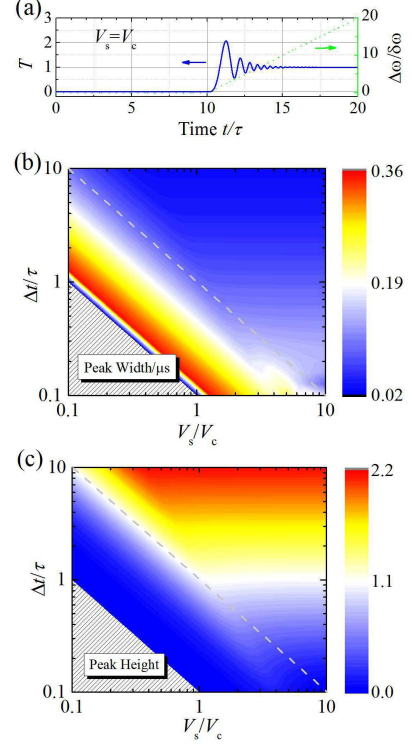 (a)
V_s=V_c
T
3
2
1
0
0 5 10 15 20
Time t/τ
20
10
0
Δω/δω
(b)
10
1
0.1
Δt/τ
Peak Width/μs
0.1 1 10
V_s/V_c
0.36
0.19
0.02
(c)
10
1
0.1
Δt/τ
Peak Height
0.1 1 10
V_s/V_c
2.2
1.1
0.0